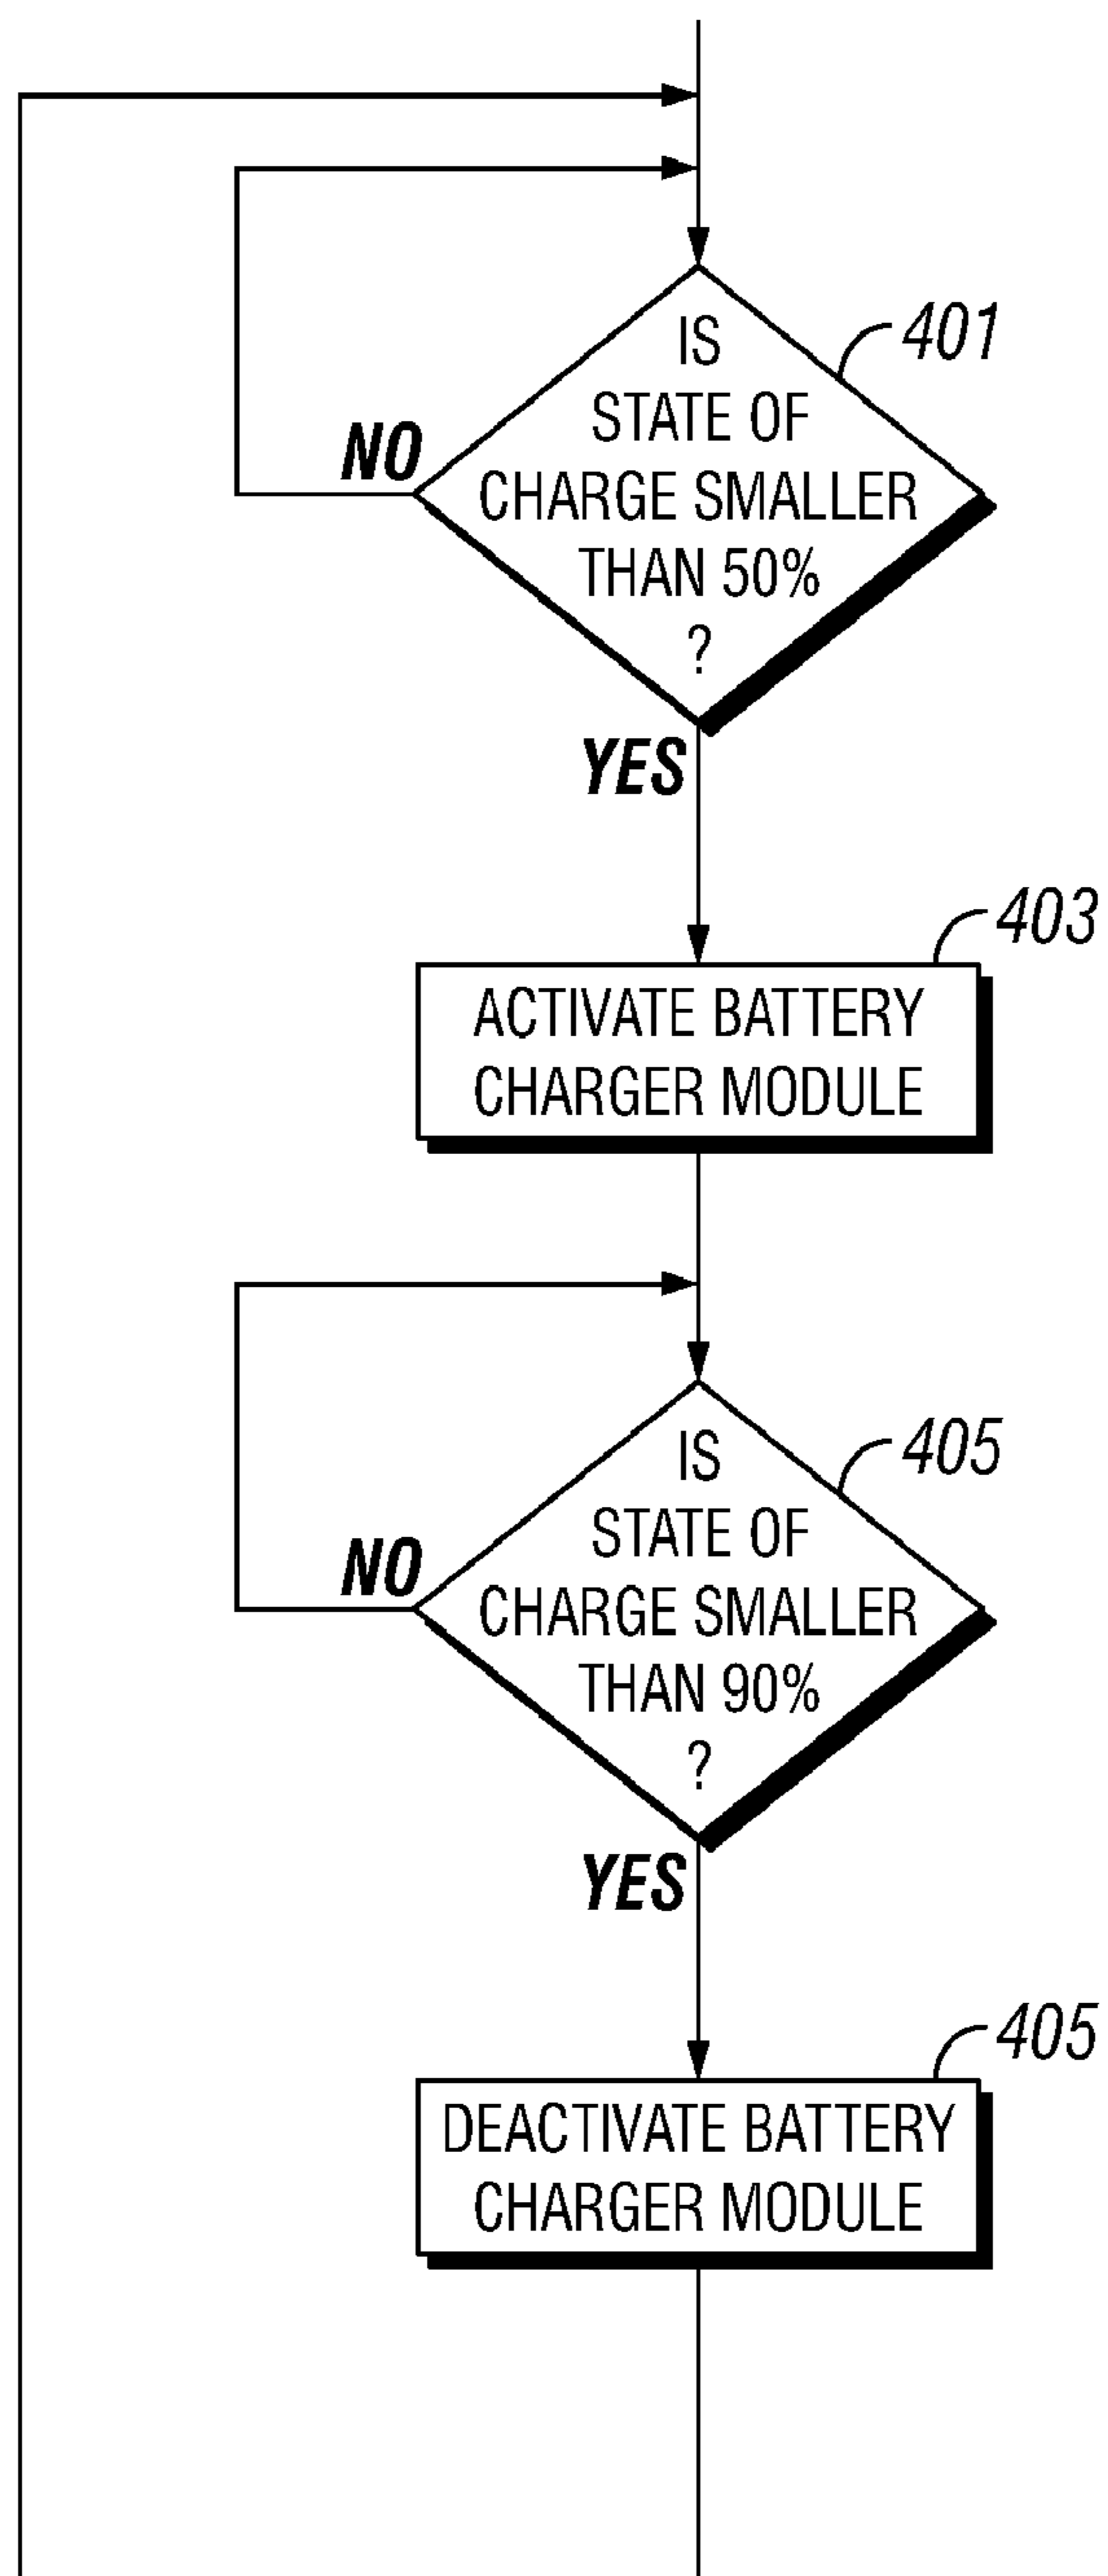 401
IS
STATE OF
CHARGE SMALLER
THAN 50%
?
NO
YES
403
ACTIVATE BATTERY
CHARGER MODULE
405
IS
STATE OF
CHARGE SMALLER
THAN 90%
?
NO
YES
405
DEACTIVATE BATTERY
CHARGER MODULE